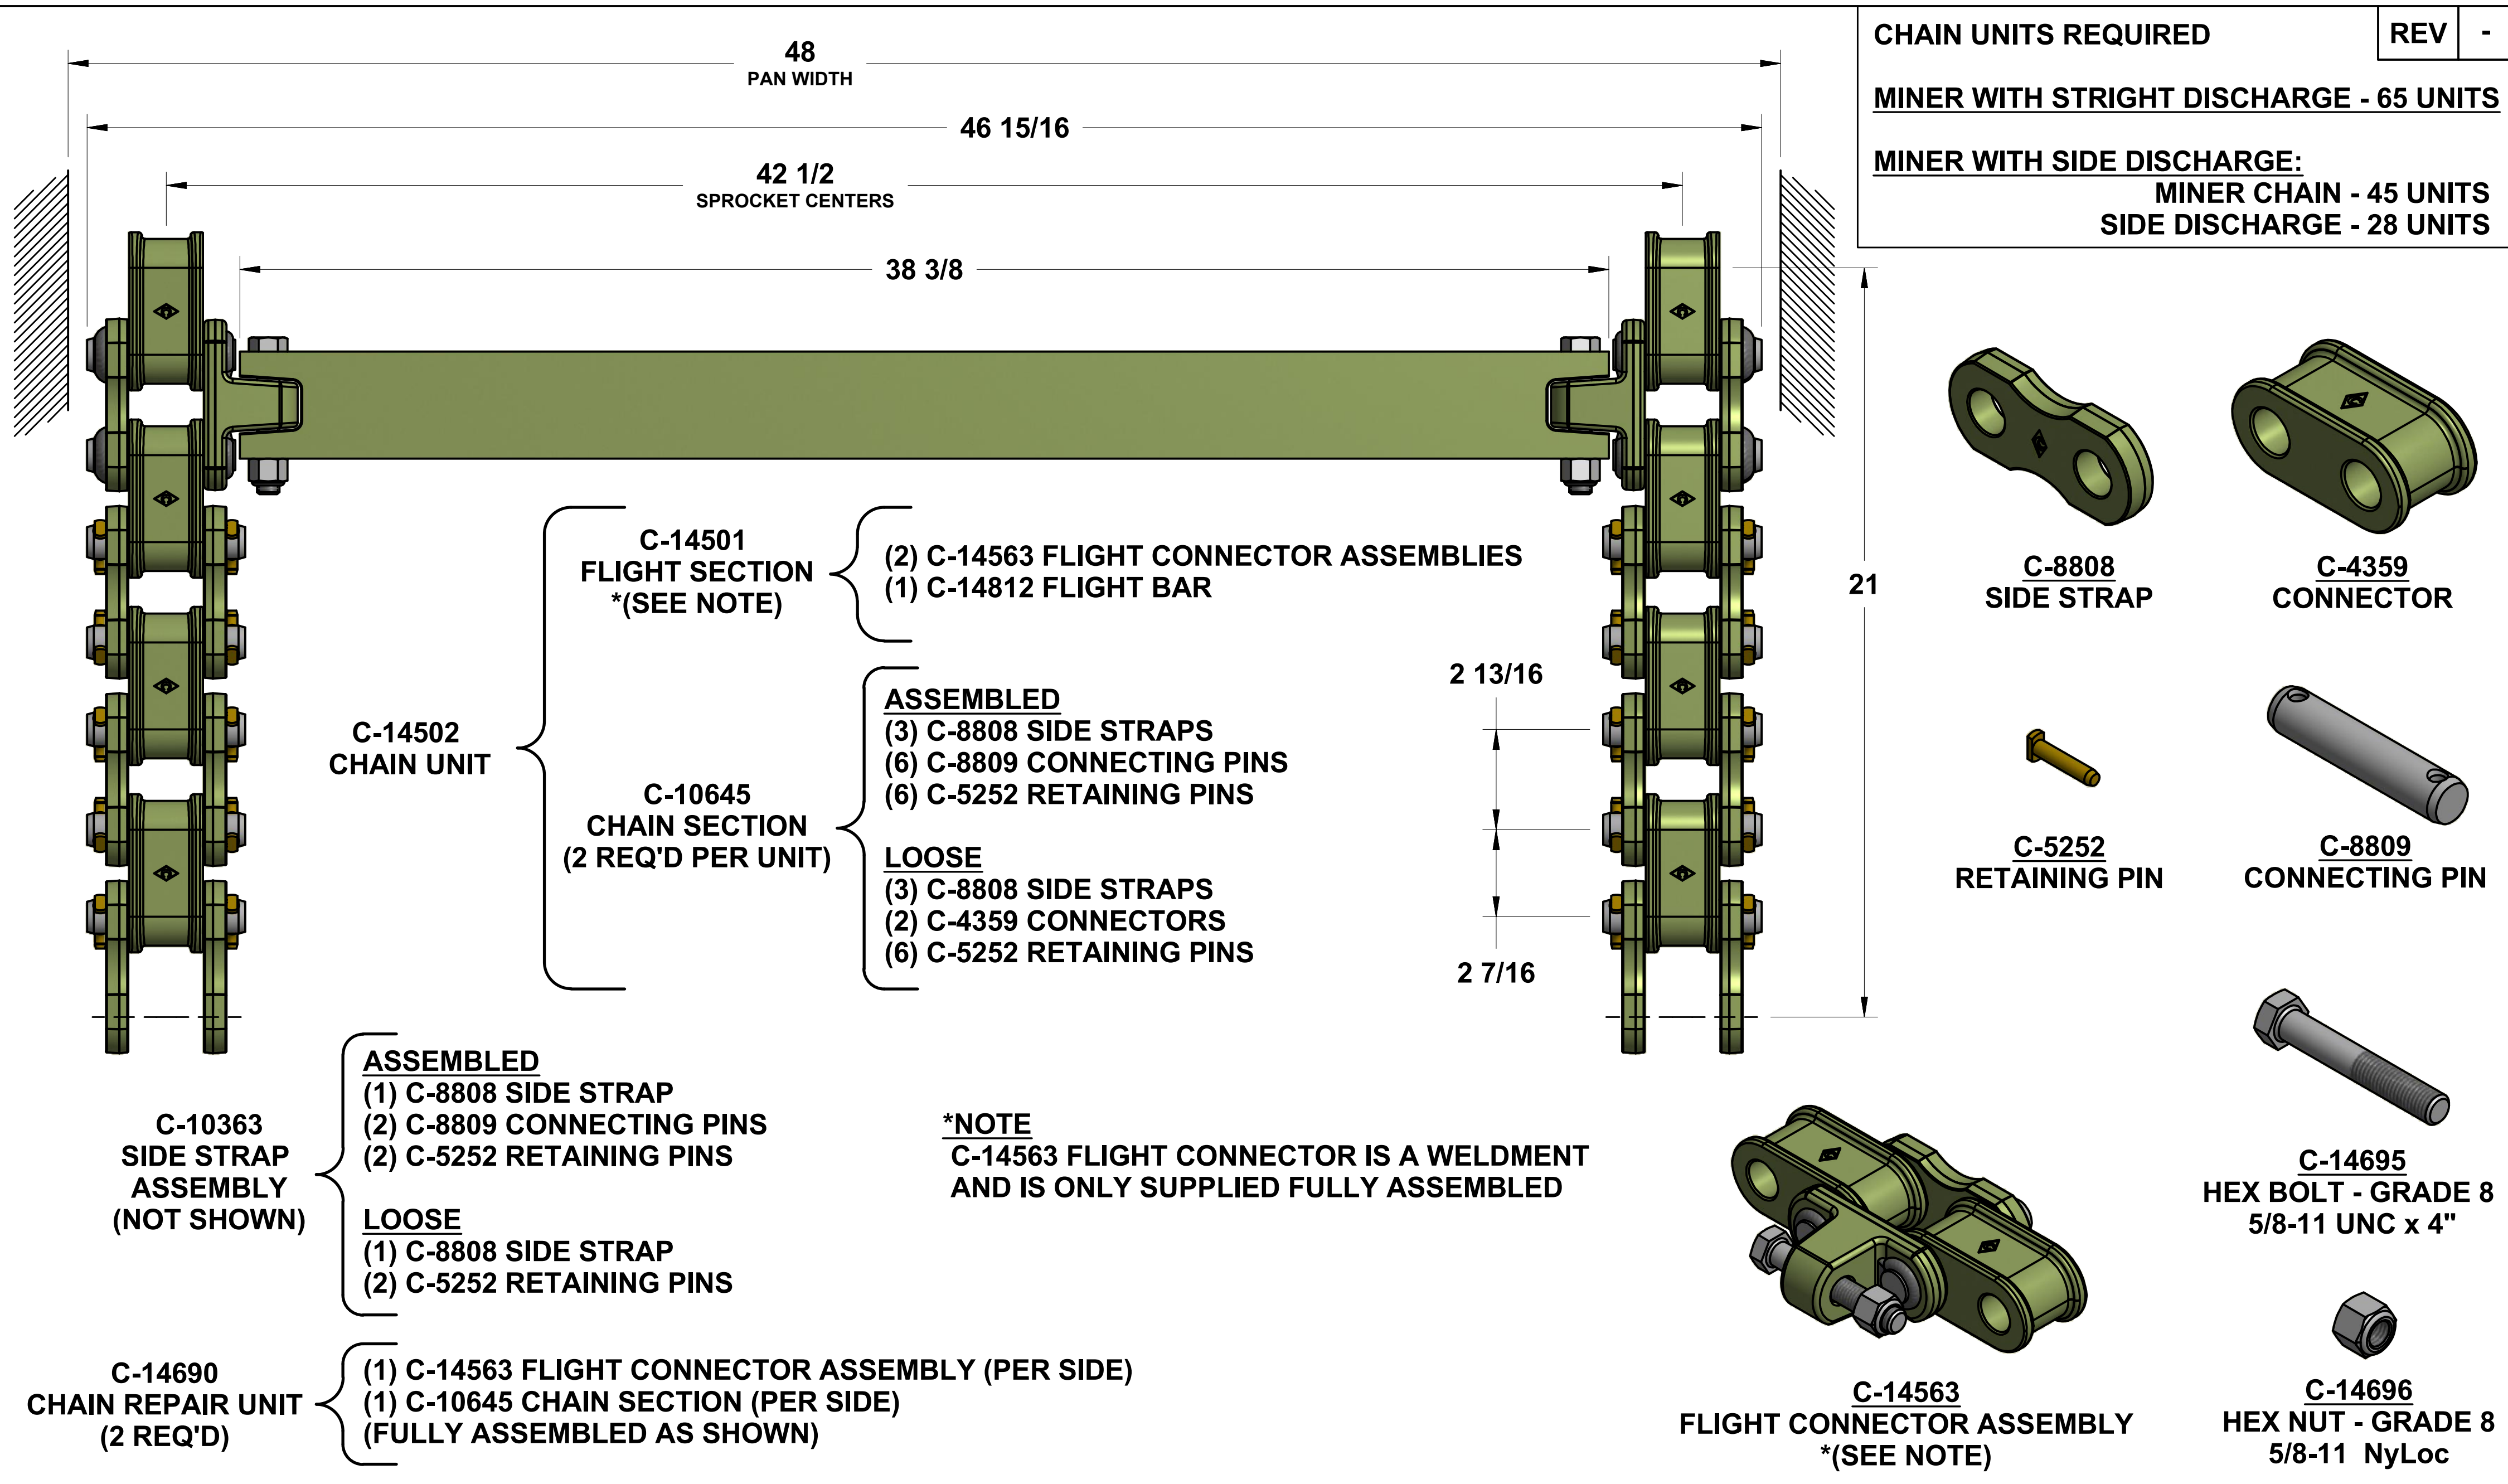 CHAIN UNITS REQUIRED
REV -
MINER WITH STRIGHT DISCHARGE - 65 UNITS
MINER WITH SIDE DISCHARGE:
MINER CHAIN - 45 UNITS
SIDE DISCHARGE - 28 UNITS
48
PAN WIDTH
46 15/16
42 1/2
SPROCKET CENTERS
38 3/8
21
2 13/16
2 7/16
C-14502
CHAIN UNIT
C-14501
FLIGHT SECTION
*(SEE NOTE)
(2) C-14563 FLIGHT CONNECTOR ASSEMBLIES
(1) C-14812 FLIGHT BAR
C-10645
CHAIN SECTION
(2 REQ'D PER UNIT)
ASSEMBLED
(3) C-8808 SIDE STRAPS
(6) C-8809 CONNECTING PINS
(6) C-5252 RETAINING PINS
LOOSE
(3) C-8808 SIDE STRAPS
(2) C-4359 CONNECTORS
(6) C-5252 RETAINING PINS
C-8808
SIDE STRAP
C-4359
CONNECTOR
C-5252
RETAINING PIN
C-8809
CONNECTING PIN
C-10363
SIDE STRAP
ASSEMBLY
(NOT SHOWN)
ASSEMBLED
(1) C-8808 SIDE STRAP
(2) C-8809 CONNECTING PINS
(2) C-5252 RETAINING PINS
LOOSE
(1) C-8808 SIDE STRAP
(2) C-5252 RETAINING PINS
*NOTE
C-14563 FLIGHT CONNECTOR IS A WELDMENT
AND IS ONLY SUPPLIED FULLY ASSEMBLED
C-14690
CHAIN REPAIR UNIT
(2 REQ'D)
(1) C-14563 FLIGHT CONNECTOR ASSEMBLY (PER SIDE)
(1) C-10645 CHAIN SECTION (PER SIDE)
(FULLY ASSEMBLED AS SHOWN)
C-14563
FLIGHT CONNECTOR ASSEMBLY
*(SEE NOTE)
C-14695
HEX BOLT - GRADE 8
5/8-11 UNC x 4"
C-14696
HEX NUT - GRADE 8
5/8-11 NyLoc